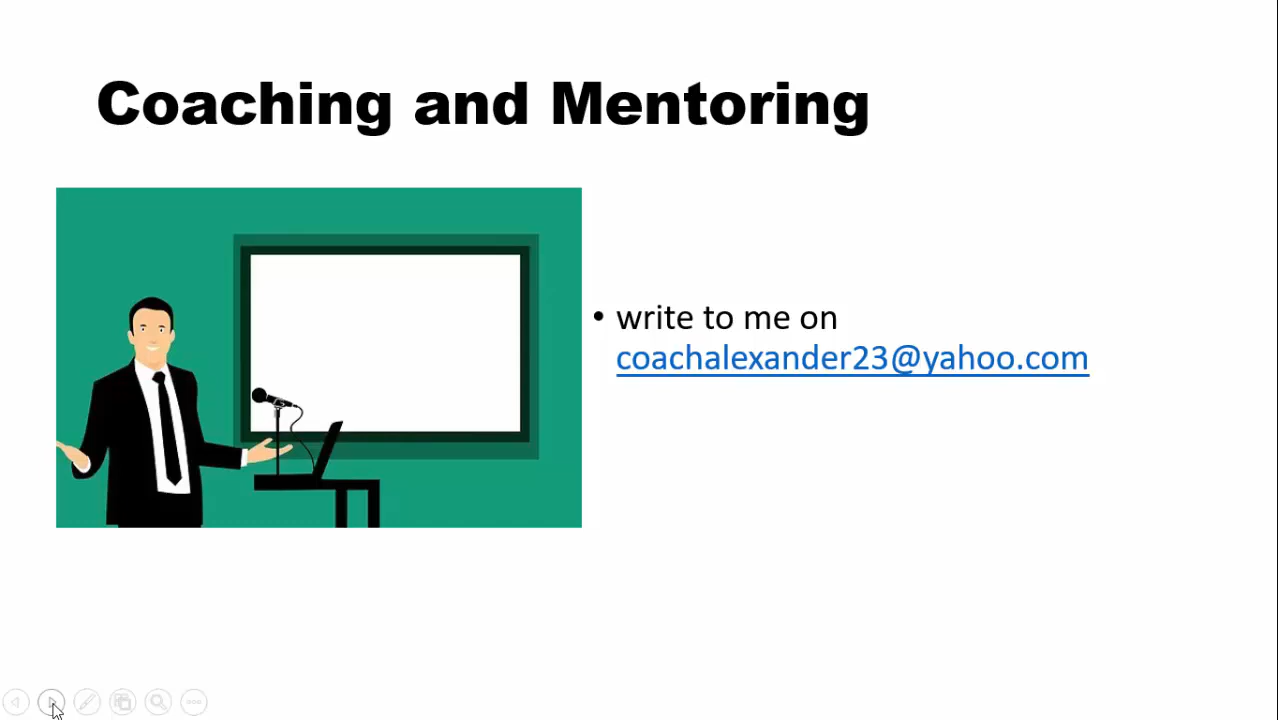 Coaching and Mentoring
• write to me on
coachalexander23@yahoo.com